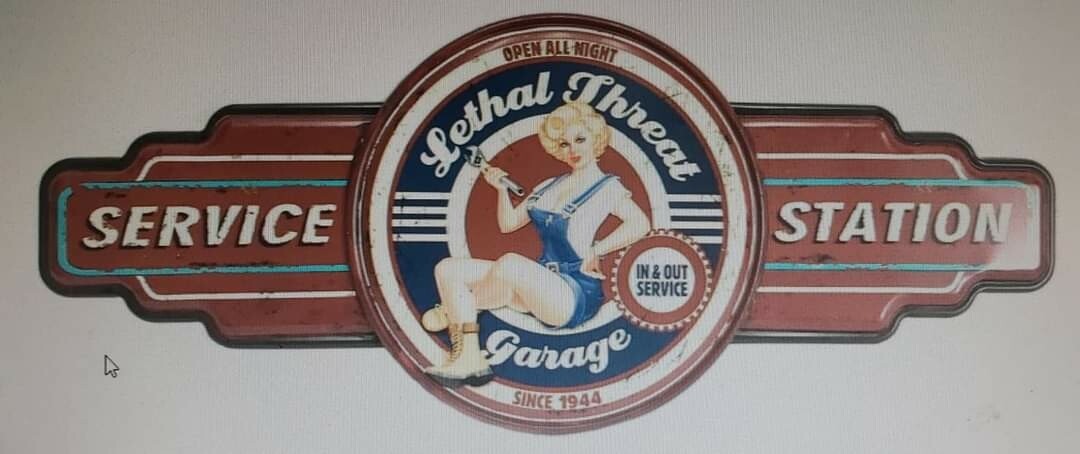 OPEN ALL NIGHT
Lethal Threat
SERVICE STATION
IN & OUT
SERVICE
Garage
SINCE 1944